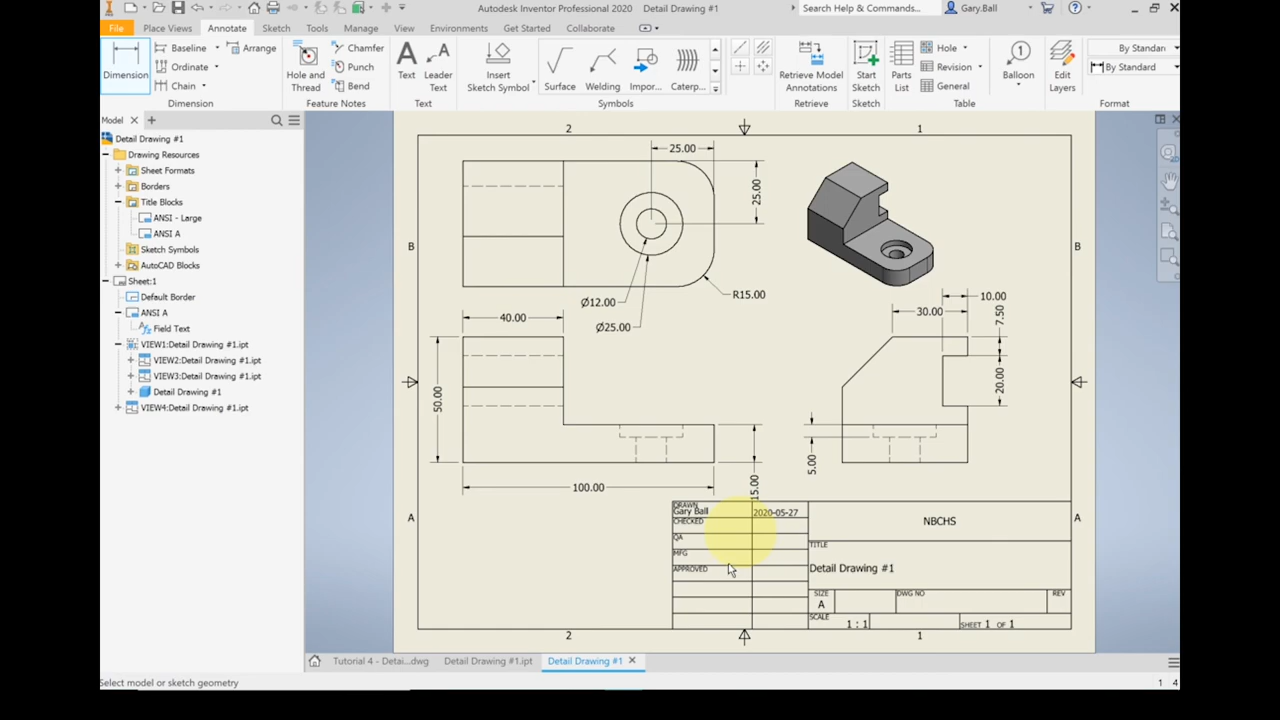 Autodesk Inventor Professional 2020 Detail Drawing #1
Search Help & Commands...
Gary.Ball
File Place Views Annotate Sketch Tools Manage View Environments Get Started Collaborate
Dimension
Baseline
Ordinate
Chain
Arrange
Dimension
Hole and
Thread
Chamfer
Punch
Bend
Feature Notes
Text
Leader
Text
Text
Insert
Sketch Symbol
Surface
Welding
Impor...
Caterp...
Symbols
Retrieve Model
Annotations
Retrieve
Start
Sketch
Sketch
Parts
List
Hole
Revision
General
Balloon
Table
Edit
Layers
By Standar
By Standard
Format
Model
Detail Drawing #1
Drawing Resources
Sheet Formats
Borders
Title Blocks
ANSI - Large
ANSI A
Sketch Symbols
AutoCAD Blocks
Sheet:1
Default Border
ANSI A
Field Text
VIEW1:Detail Drawing #1.ipt
VIEW2:Detail Drawing #1.ipt
VIEW3:Detail Drawing #1.ipt
Detail Drawing #1
VIEW4:Detail Drawing #1.ipt
2 1
25.00
25.00
B B
Ø12.00
R15.00
Ø25.00
10.00
40.00
30.00
7.50
50.00
20.00
5.00
15.00
100.00
A A
DRAWN
Gary Ball 2020-05-27
CHECKED
QA
MFG
APPROVED
NBCHS
TITLE
Detail Drawing #1
SIZE
A
DWG NO
REV
SCALE
1 : 1
SHEET 1 OF 1
2 1
Tutorial 4 - Detai...dwg Detail Drawing #1.ipt Detail Drawing #1
Select model or sketch geometry
1 4